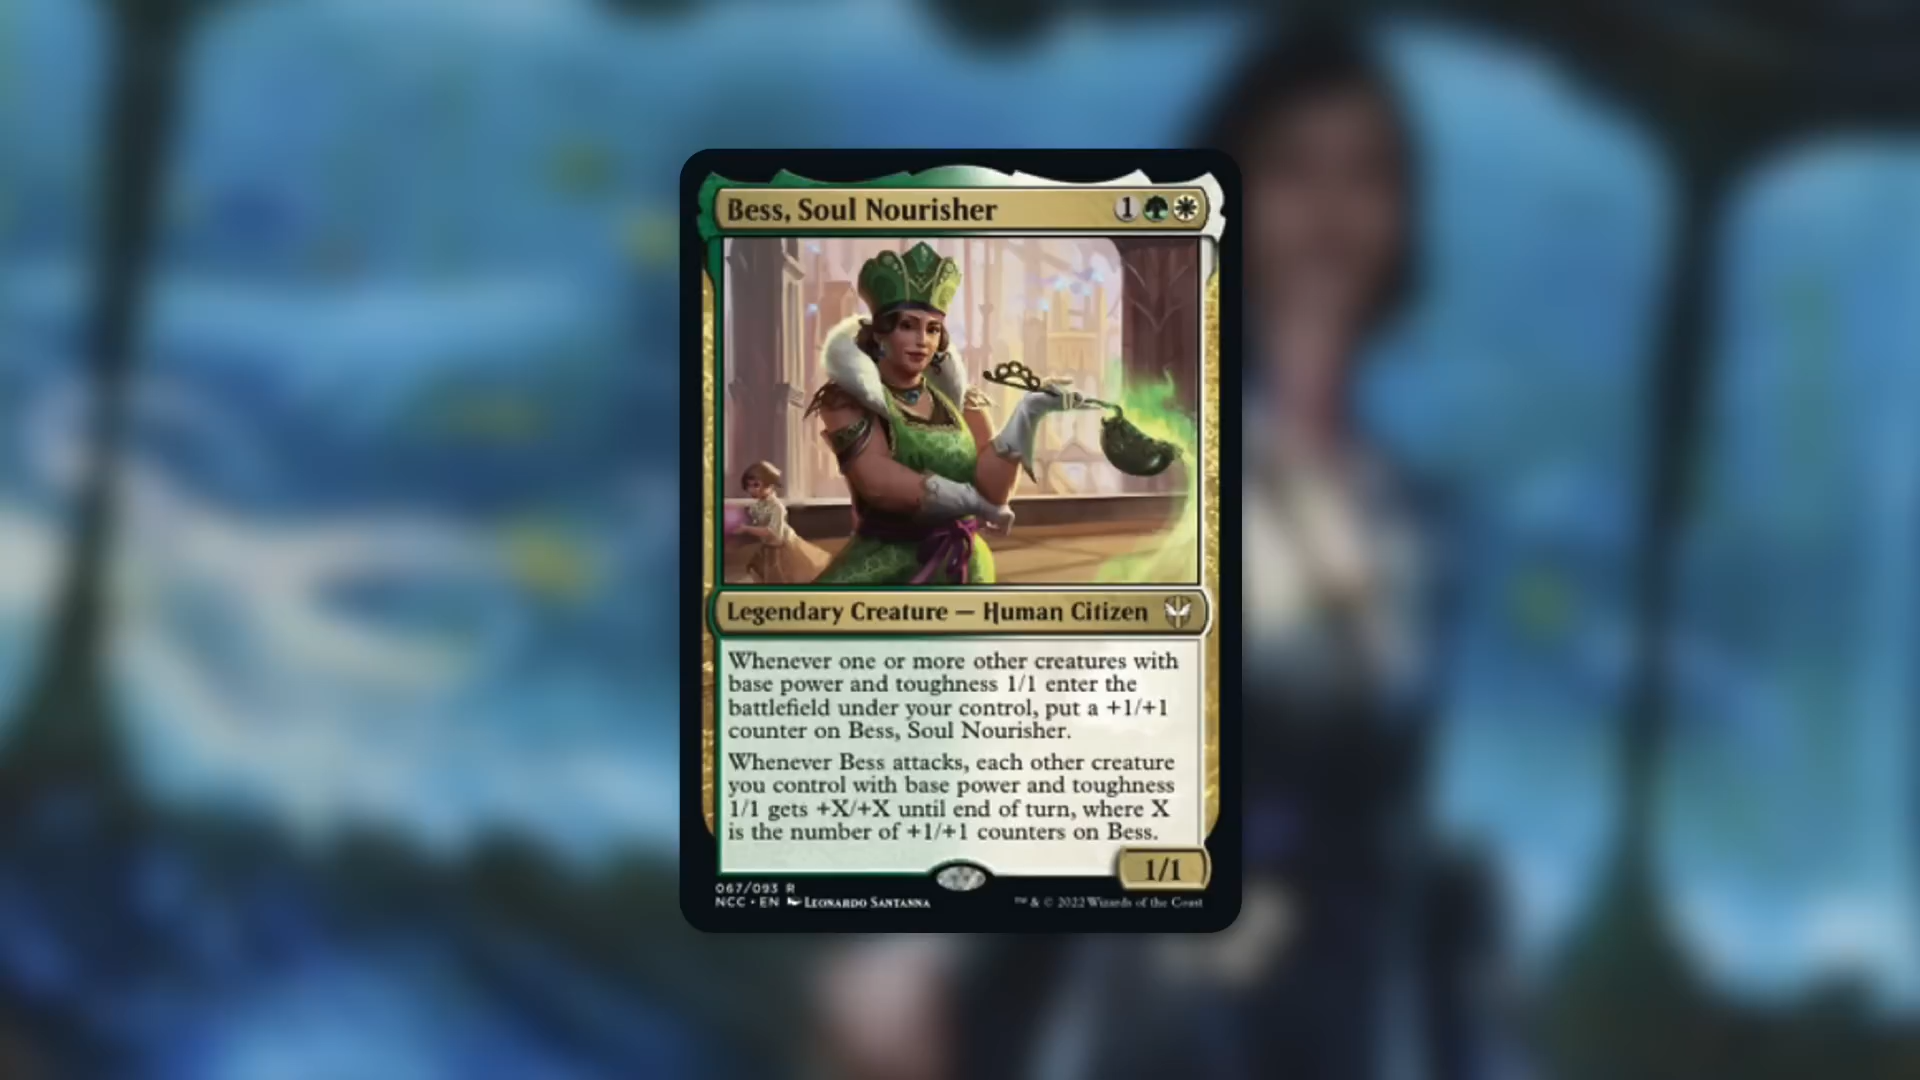 Bess, Soul Nourisher 1
Legendary Creature — Human Citizen
Whenever one or more other creatures with
base power and toughness 1/1 enter the
battlefield under your control, put a +1/+1
counter on Bess, Soul Nourisher.
Whenever Bess attacks, each other creature
you control with base power and toughness
1/1 gets +X/+X until end of turn, where X
is the number of +1/+1 counters on Bess.
1/1
067/093 R
NCC • EN Leonardo Santanna
™ & © 2022 Wizards of the Coast